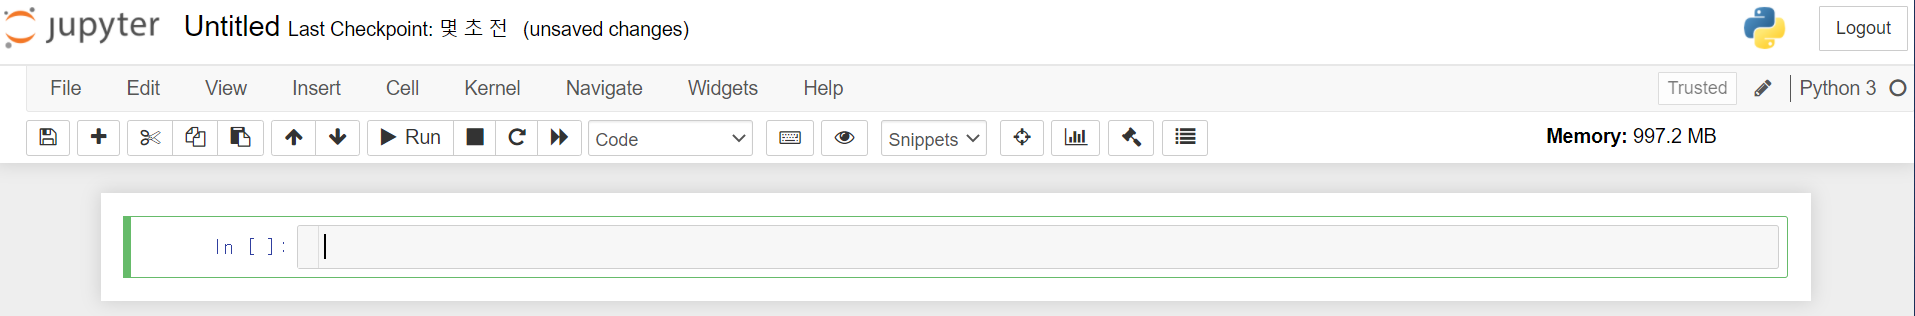 jupyter Untitled Last Checkpoint: 몇 초 전 (unsaved changes) Logout
File Edit View Insert Cell Kernel Navigate Widgets Help Trusted Python 3
Run Code Snippets Memory: 997.2 MB
In [ ]: